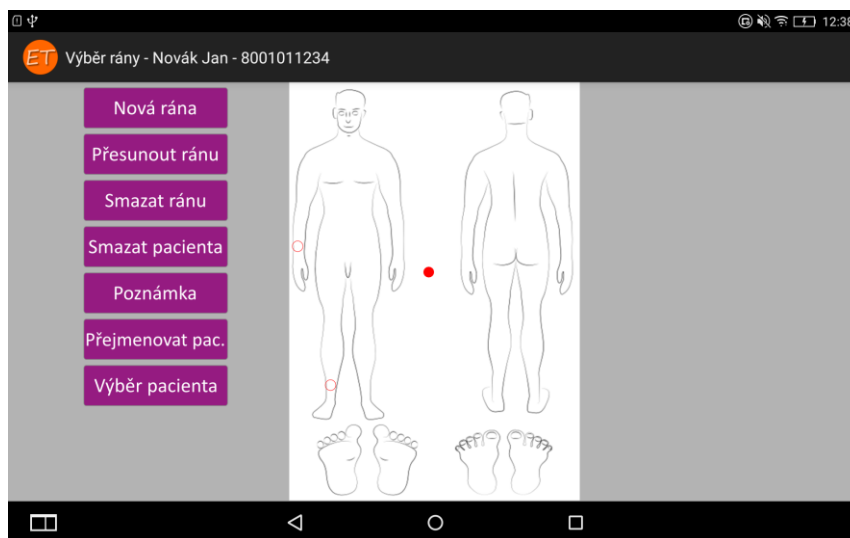 12:38
ET Výběr rány - Novák Jan - 8001011234
Nová rána
Přesunout ránu
Smazat ránu
Smazat pacienta
Poznámka
Přejmenovat pac.
Výběr pacienta